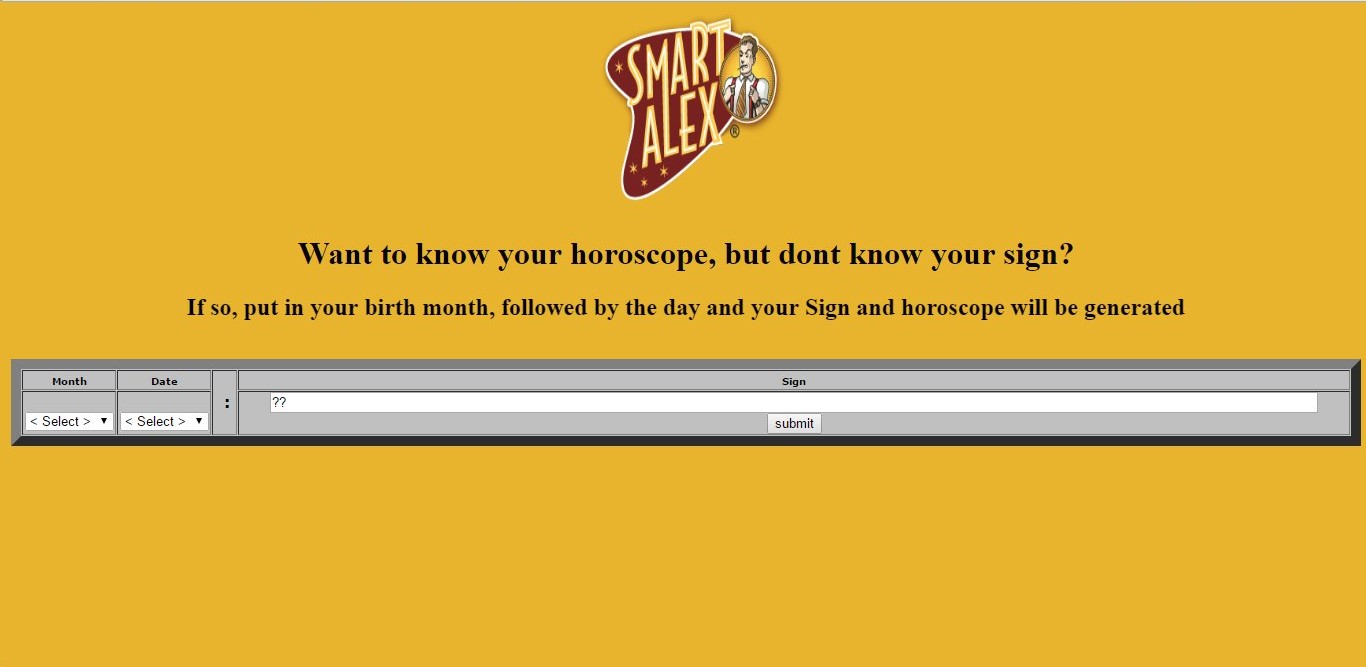 SMART
ALEX
®
Want to know your horoscope, but dont know your sign?
If so, put in your birth month, followed by the day and your Sign and horoscope will be generated
Month Date : Sign
??
< Select > < Select >
submit